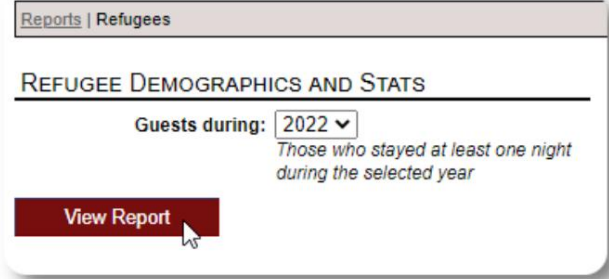 Reports | Refugees
REFUGEE DEMOGRAPHICS AND STATS
Guests during: 2022
Those who stayed at least one night
during the selected year
View Report